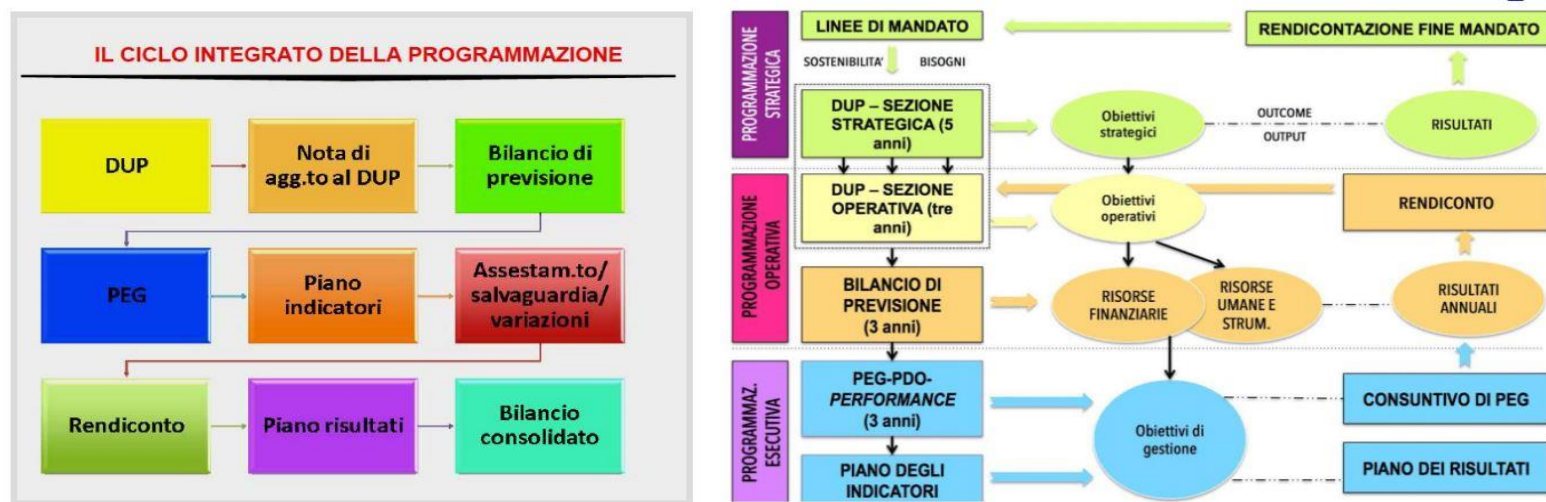 IL CICLO INTEGRATO DELLA PROGRAMMAZIONE
DUP
Nota di
agg.to al DUP
Bilancio di
previsione
PEG
Piano
indicatori
Assestam.to/
salvaguardia/
variazioni
Rendiconto
Piano risultati
Bilancio
consolidato
PROGRAMMAZIONE
STRATEGICA
LINEE DI MANDATO
RENDICONTAZIONE FINE MANDATO
SOSTENIBILITA'
BISOGNI
DUP – SEZIONE
STRATEGICA (5
anni)
Obiettivi
strategici
OUTCOME
OUTPUT
RISULTATI
PROGRAMMAZIONE
OPERATIVA
DUP – SEZIONE
OPERATIVA (tre
anni)
Obiettivi
operativi
RENDICONTO
BILANCIO DI
PREVISIONE
(3 anni)
RISORSE
FINANZIARIE
RISORSE
UMANE E
STRUM.
RISULTATI
ANNUALI
PROGRAMMAZ.
ESECUTIVA
PEG-PDO-
PERFORMANCE
(3 anni)
Obiettivi di
gestione
CONSUNTIVO DI PEG
PIANO DEGLI
INDICATORI
PIANO DEI RISULTATI